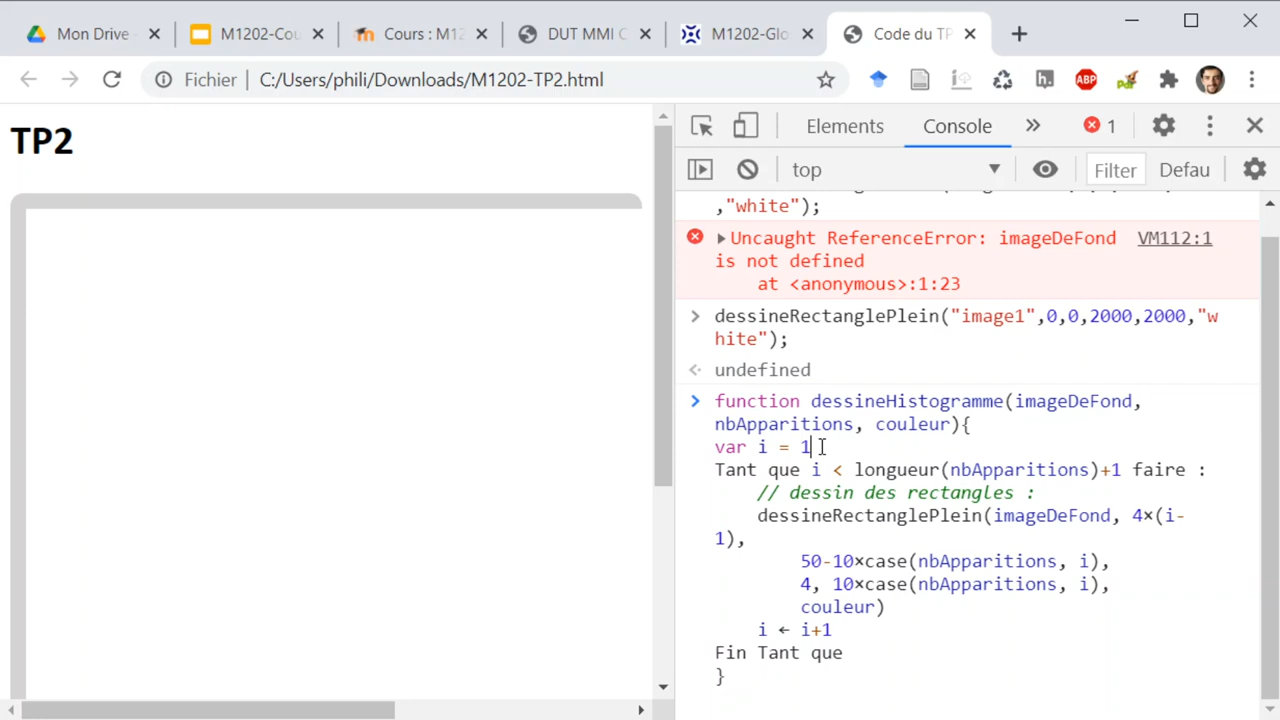 Mon Drive
M1202-Cou
Cours : M12
DUT MMI C
M1202-Glo
Code du TP
Fichier
C:/Users/phili/Downloads/M1202-TP2.html
ABP
TP2
Elements
Console
1
top
Filter
Defau
,"white");
Uncaught ReferenceError: imageDeFond
VM112:1
is not defined
at <anonymous>:1:23
dessineRectanglePlein("image1",0,0,2000,2000,"w
hite");
undefined
function dessineHistogramme(imageDeFond,
nbApparitions, couleur){
var i = 1
Tant que i < longueur(nbApparitions)+1 faire :
// dessin des rectangles :
dessineRectanglePlein(imageDeFond, 4×(i-
1),
50-10×case(nbApparitions, i),
4, 10×case(nbApparitions, i),
couleur)
i ← i+1
Fin Tant que
}